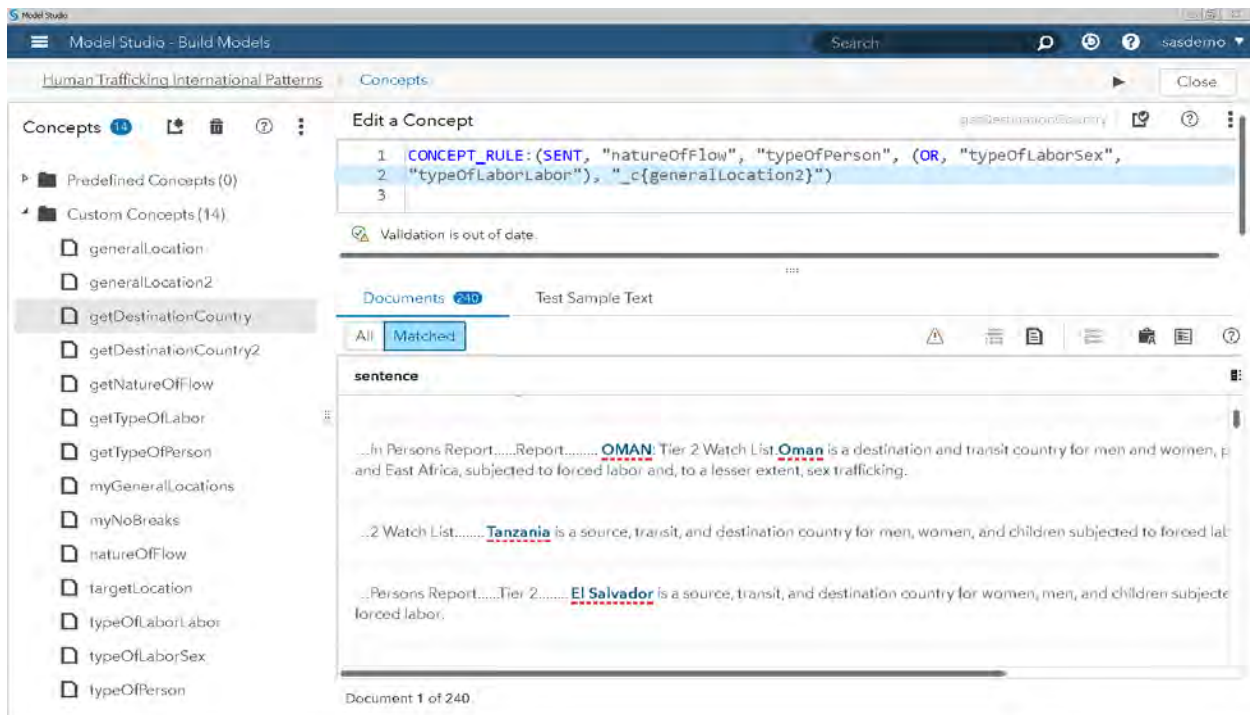 Model Studio
Model Studio - Build Models
Search
sasdemo
Human Trafficking International Patterns
Concepts
Close
Concepts 14
Edit a Concept
getDestinationCountry
1 CONCEPT_RULE:(SENT, "natureOfFlow", "typeOfPerson", (OR, "typeOfLaborSex",
2 "typeOfLaborLabor"), "_c{generalLocation2}")
3
Validation is out of date.
Predefined Concepts (0)
Custom Concepts (14)
generalLocation
generalLocation2
getDestinationCountry
getDestinationCountry2
getNatureOfFlow
getTypeOfLabor
getTypeOfPerson
myGeneralLocations
myNoBreaks
natureOfFlow
targetLocation
typeOfLaborLabor
typeOfLaborSex
typeOfPerson
Documents 240
Test Sample Text
All
Matched
sentence
...In Persons Report......Report......... OMAN: Tier 2 Watch List.Oman is a destination and transit country for men and women, p
and East Africa, subjected to forced labor and, to a lesser extent, sex trafficking.
...2 Watch List........ Tanzania is a source, transit, and destination country for men, women, and children subjected to forced lab
...Persons Report......Tier 2........ El Salvador is a source, transit, and destination country for women, men, and children subjecte
forced labor.
Document 1 of 240